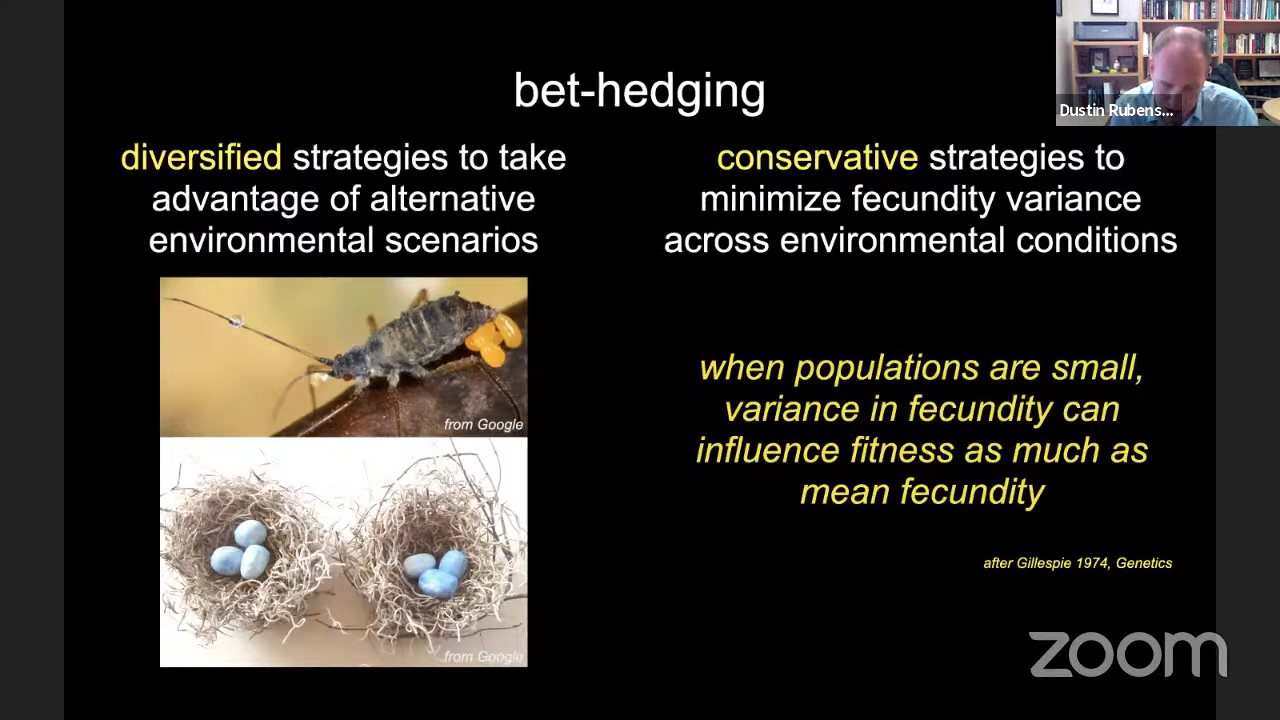 bet-hedging
Dustin Rubens...
diversified strategies to take
advantage of alternative
environmental scenarios
conservative strategies to
minimize fecundity variance
across environmental conditions
from Google
from Google
when populations are small,
variance in fecundity can
influence fitness as much as
mean fecundity
after Gillespie 1974, Genetics
zoom